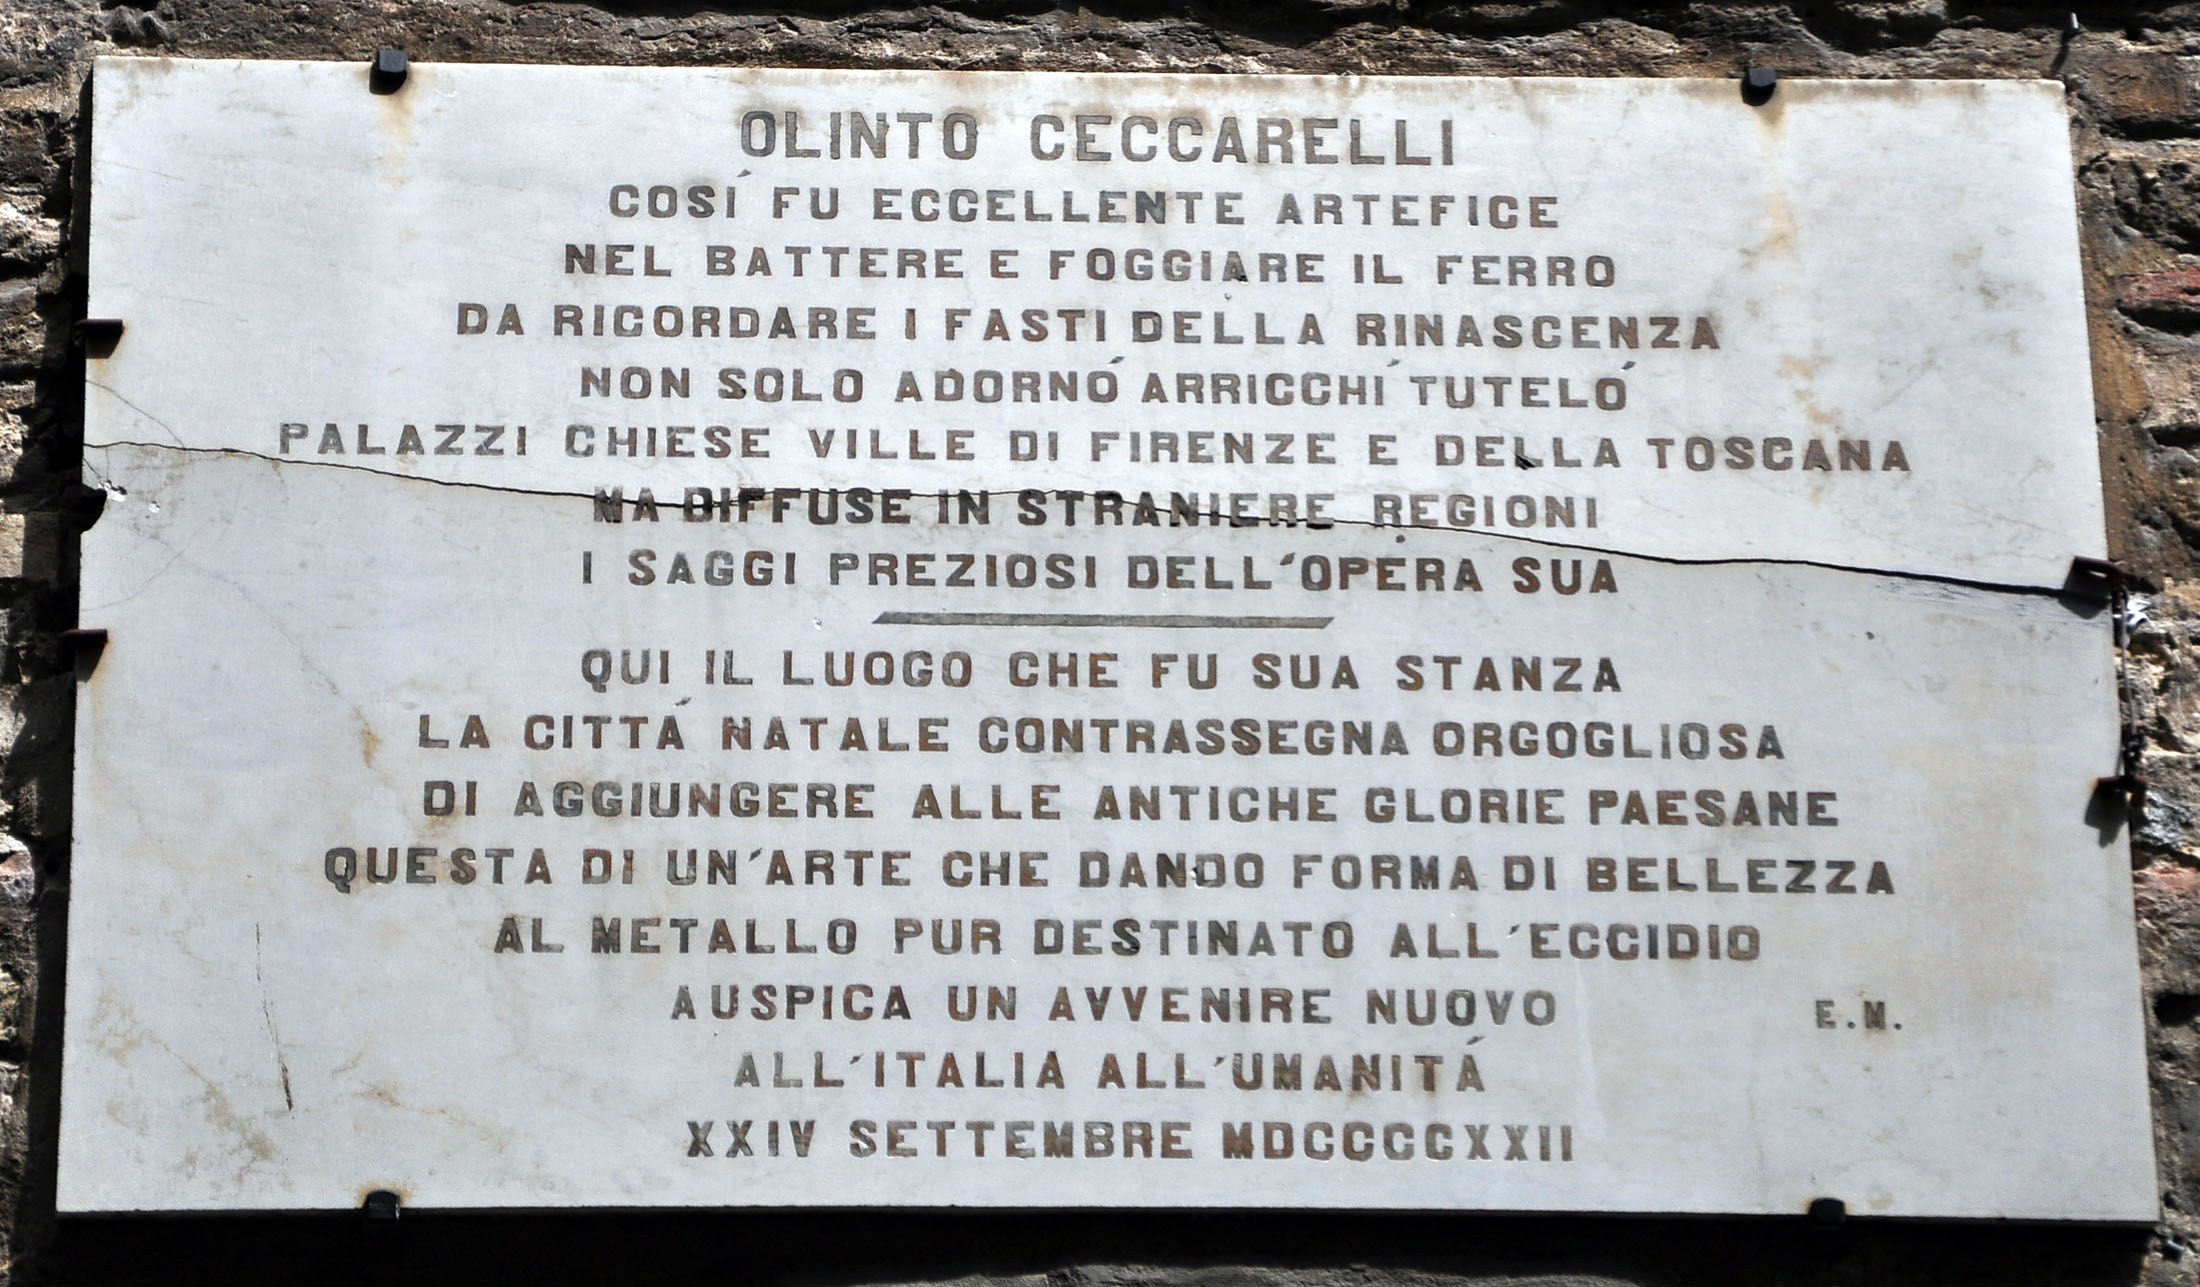 OLINTO CECCARELLI
COSÍ FU ECCELLENTE ARTEFICE
NEL BATTERE E FOGGIARE IL FERRO
DA RICORDARE I FASTI DELLA RINASCENZA
NON SOLO ADORNÓ ARRICCHÍ TUTELÓ
PALAZZI CHIESE VILLE DI FIRENZE E DELLA TOSCANA
MA DIFFUSE IN STRANIERE REGIONI
I SAGGI PREZIOSI DELL'OPERA SUA
QUI IL LUOGO CHE FU SUA STANZA
LA CITTÁ NATALE CONTRASSEGNA ORGOGLIOSA
DI AGGIUNGERE ALLE ANTICHE GLORIE PAESANE
QUESTA DI UN'ARTE CHE DANDO FORMA DI BELLEZZA
AL METALLO PUR DESTINATO ALL'ECCIDIO
AUSPICA UN AVVENIRE NUOVO
E.M.
ALL'ITALIA ALL'UMANITÁ
XXIV SETTEMBRE MDCCCCXXII